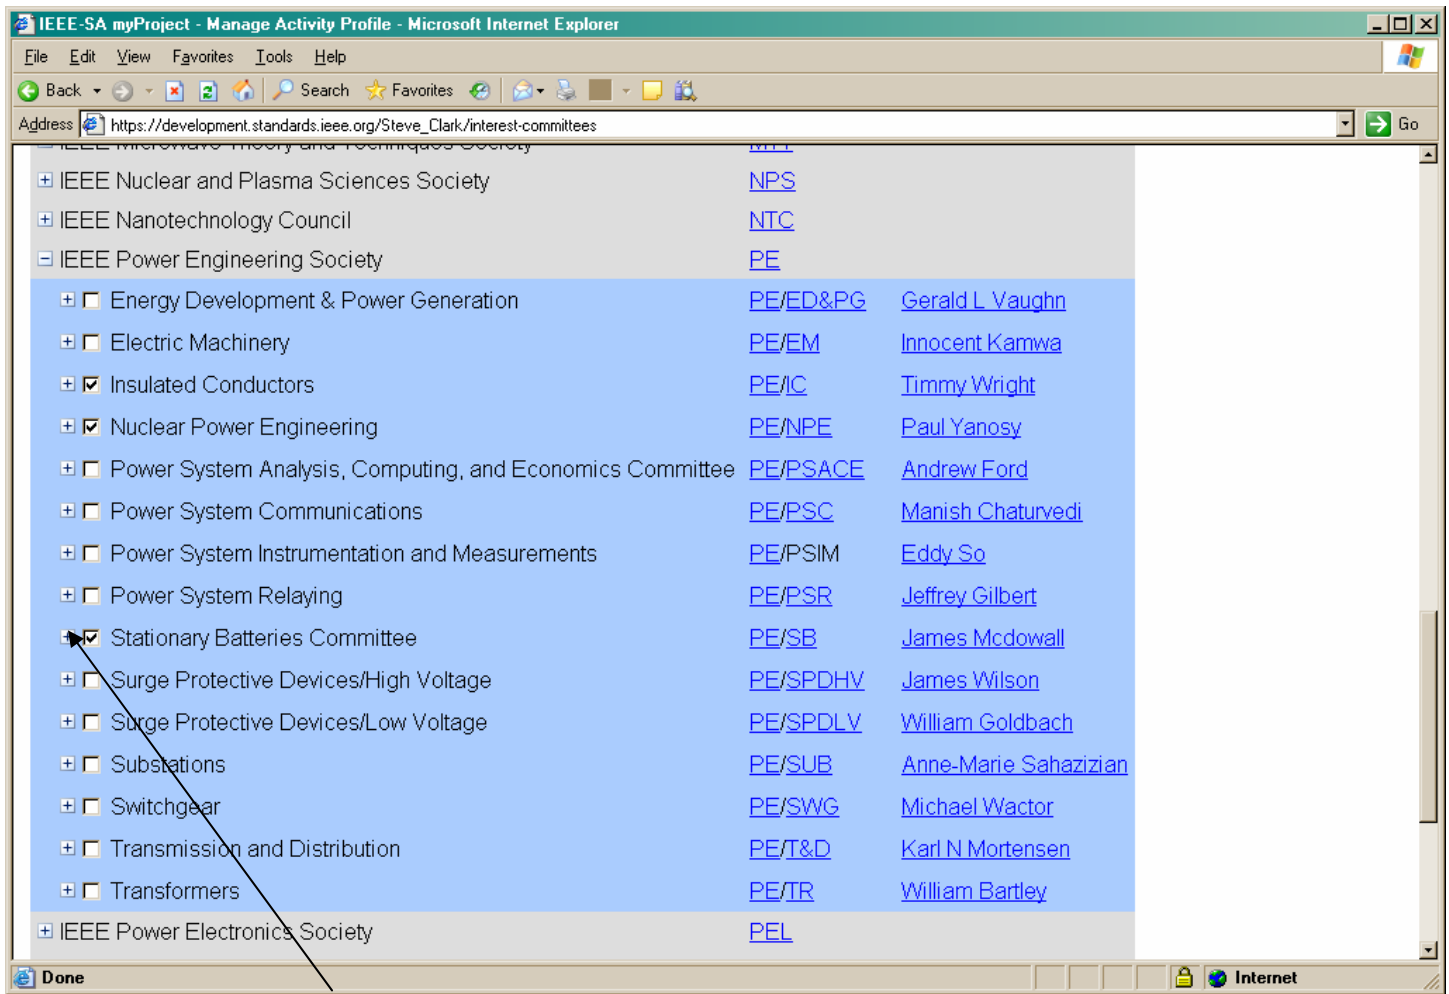 IEEE-SA myProject - Manage Activity Profile - Microsoft Internet Explorer
File Edit View Favorites Tools Help
Back Search Favorites
Address https://development.standards.ieee.org/Steve_Clark/interest-committees Go
IEEE Microwave Theory and Techniques Society MTT
IEEE Nuclear and Plasma Sciences Society NPS
IEEE Nanotechnology Council NTC
IEEE Power Engineering Society PE
Energy Development & Power Generation PE/ED&PG Gerald L Vaughn
Electric Machinery PE/EM Innocent Kamwa
Insulated Conductors PE/IC Timmy Wright
Nuclear Power Engineering PE/NPE Paul Yanosy
Power System Analysis, Computing, and Economics Committee PE/PSACE Andrew Ford
Power System Communications PE/PSC Manish Chaturvedi
Power System Instrumentation and Measurements PE/PSIM Eddy So
Power System Relaying PE/PSR Jeffrey Gilbert
Stationary Batteries Committee PE/SB James Mcdowall
Surge Protective Devices/High Voltage PE/SPDHV James Wilson
Surge Protective Devices/Low Voltage PE/SPDLV William Goldbach
Substations PE/SUB Anne-Marie Sahazizian
Switchgear PE/SWG Michael Wactor
Transmission and Distribution PE/T&D Karl N Mortensen
Transformers PE/TR William Bartley
IEEE Power Electronics Society PEL
Done Internet